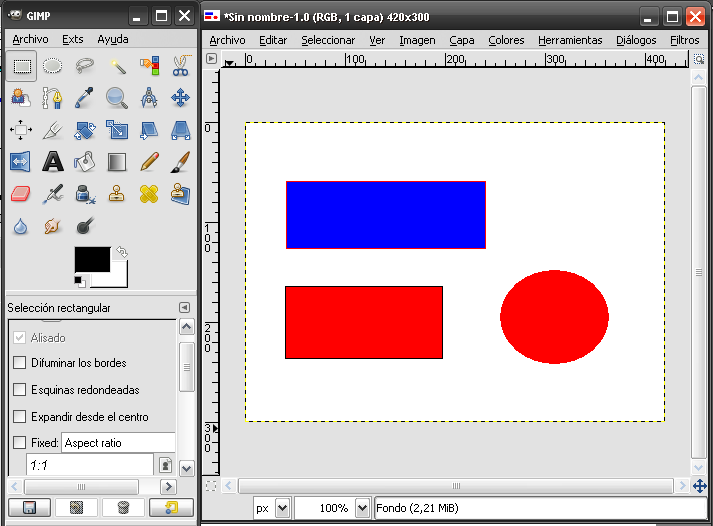 GIMP
Archivo Exts Ayuda
Selección rectangular
Alisado
Difuminar los bordes
Esquinas redondeadas
Expandir desde el centro
Fixed: Aspect ratio
1:1
*Sin nombre-1.0 (RGB, 1 capa) 420x300
Archivo Editar Seleccionar Ver Imagen Capa Colores Herramientas Diálogos Filtros
0 100 200 300 400
0
100
200
300
px 100% Fondo (2,21 MiB)